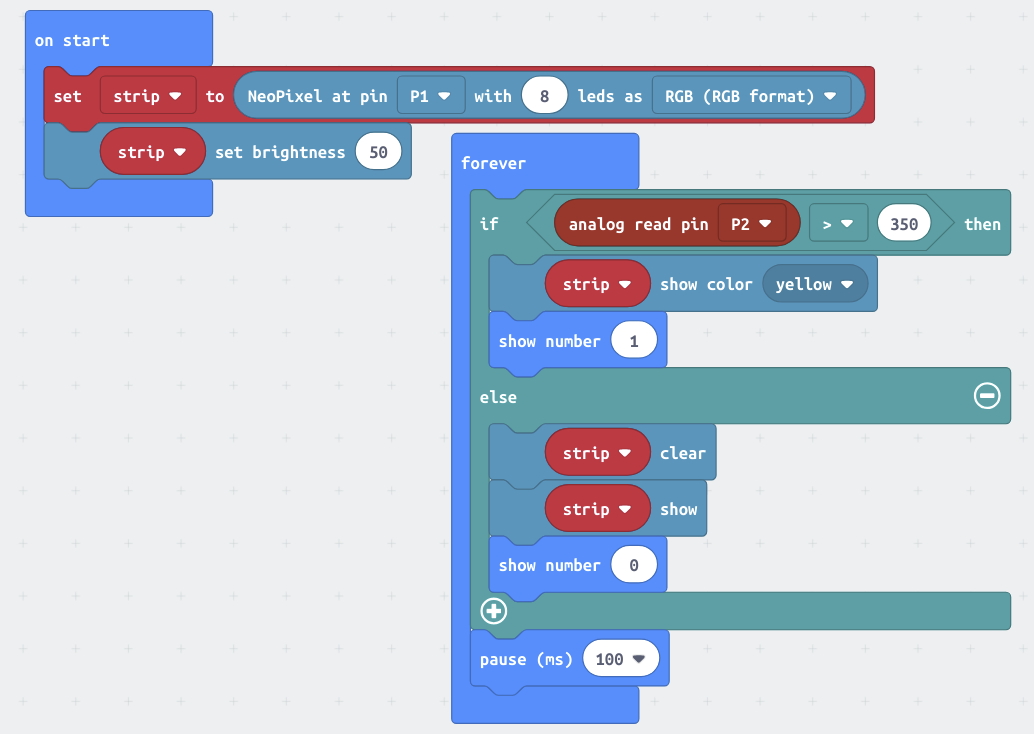 on start
set strip to NeoPixel at pin P1 with 8 leds as RGB (RGB format)
strip set brightness 50
forever
if analog read pin P2 > 350 then
strip show color yellow
show number 1
else
strip clear
strip show
show number 0
pause (ms) 100